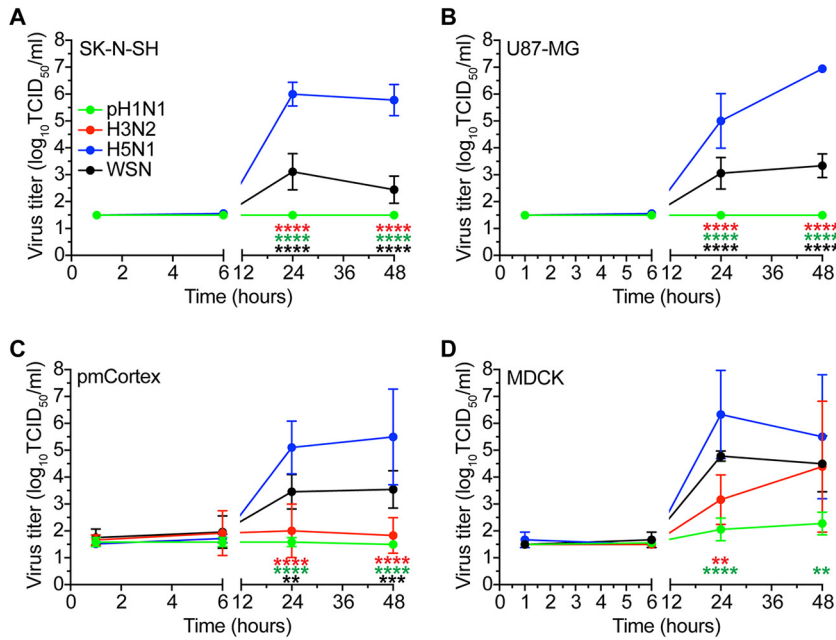 A
SK-N-SH
Virus titer (log10TCID50/ml)
8
7
6
5
4
3
2
1
0
pH1N1
H3N2
H5N1
WSN
**** ****
**** ****
**** ****
0 2 4 6 12 24 36 48
Time (hours)
B
U87-MG
Virus titer (log10TCID50/ml)
8
7
6
5
4
3
2
1
0
**** ****
**** ****
**** ****
0 1 2 3 4 5 6 12 24 36 48
Time (hours)
C
pmCortex
Virus titer (log10TCID50/ml)
8
7
6
5
4
3
2
1
0
**** ****
**** ****
** ***
0 2 4 6 12 24 36 48
Time (hours)
D
MDCK
Virus titer (log10TCID50/ml)
8
7
6
5
4
3
2
1
0
**
**** **
0 1 2 3 4 5 6 12 24 36 48
Time (hours)